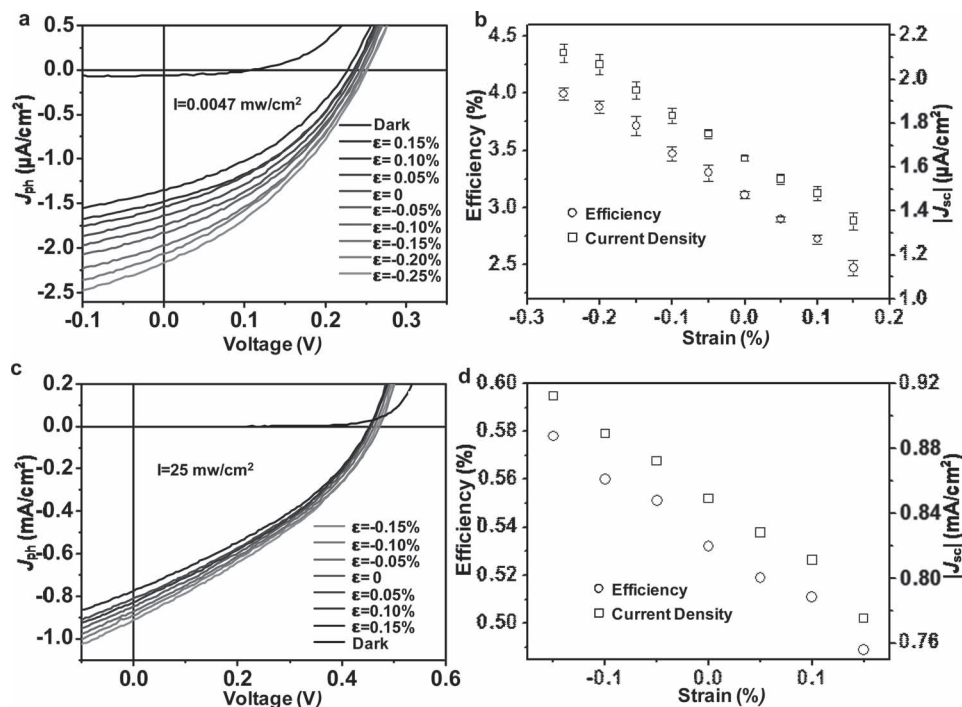 a
0.5
0.0
-0.5
-1.0
-1.5
-2.0
-2.5
Jph (μA/cm²)
I=0.0047 mw/cm²
Dark
ε= 0.15%
ε= 0.10%
ε= 0.05%
ε= 0
ε=-0.05%
ε=-0.10%
ε=-0.15%
ε=-0.20%
ε=-0.25%
-0.1 0.0 0.1 0.2 0.3
Voltage (V)
b
4.5
4.0
3.5
3.0
2.5
Efficiency (%)
Efficiency
Current Density
2.2
2.0
1.8
1.6
1.4
1.2
1.0
|Jsc| (μA/cm²)
-0.3 -0.2 -0.1 0.0 0.1 0.2
Strain (%)
c
0.2
0.0
-0.2
-0.4
-0.6
-0.8
-1.0
Jph (mA/cm²)
I=25 mw/cm²
ε=-0.15%
ε=-0.10%
ε=-0.05%
ε=0
ε=0.05%
ε=0.10%
ε=0.15%
Dark
0.0 0.2 0.4 0.6
Voltage (V)
d
0.60
0.58
0.56
0.54
0.52
0.50
Efficiency (%)
Efficiency
Current Density
0.92
0.88
0.84
0.80
0.76
|Jsc| (mA/cm²)
-0.1 0.0 0.1
Strain (%)